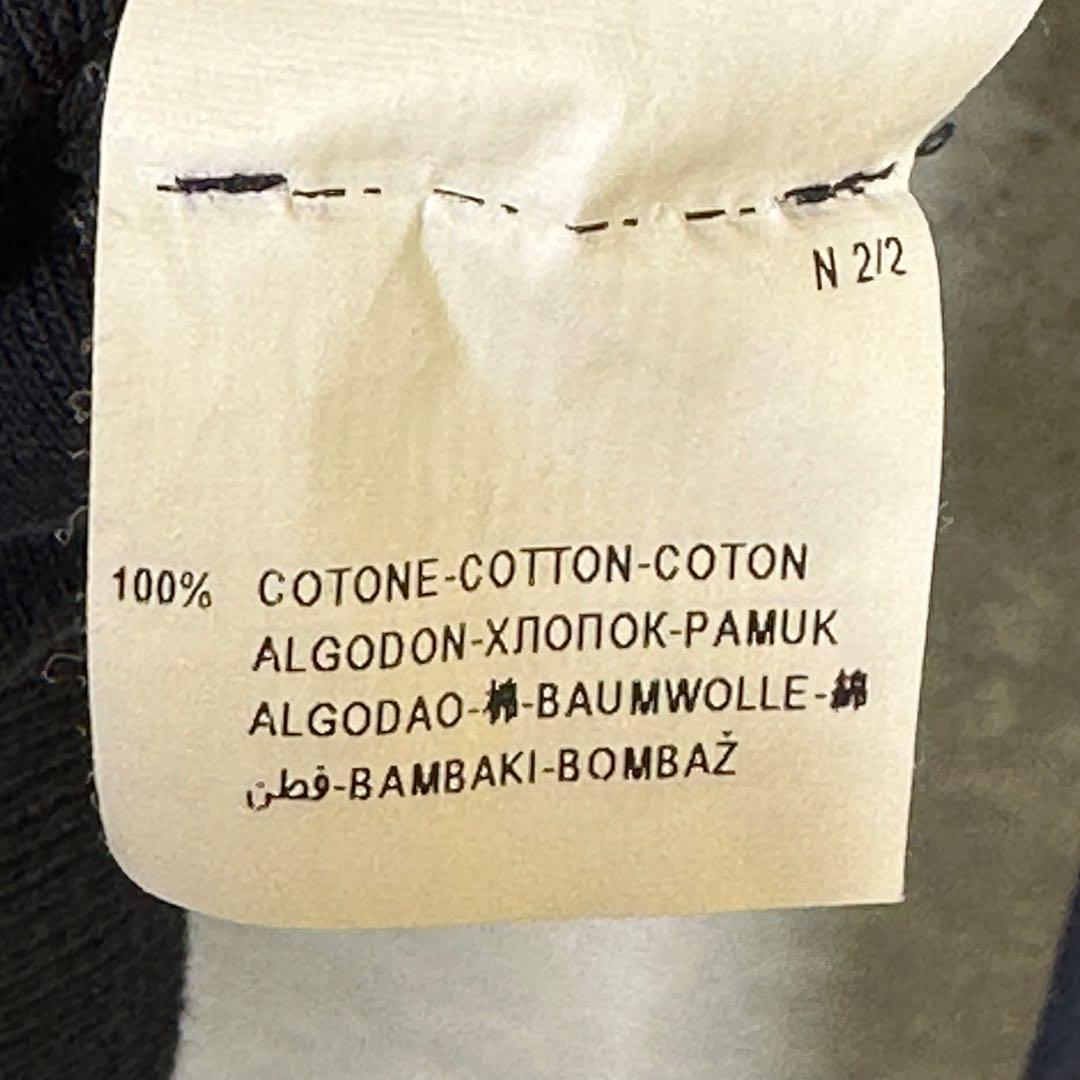 N 2/2
100% COTONE-COTTON-COTON
ALGODON-ХЛОПОК-PAMUK
ALGODAO-棉-BAUMWOLLE-綿
قطن-BAMBAKI-BOMBAŽ